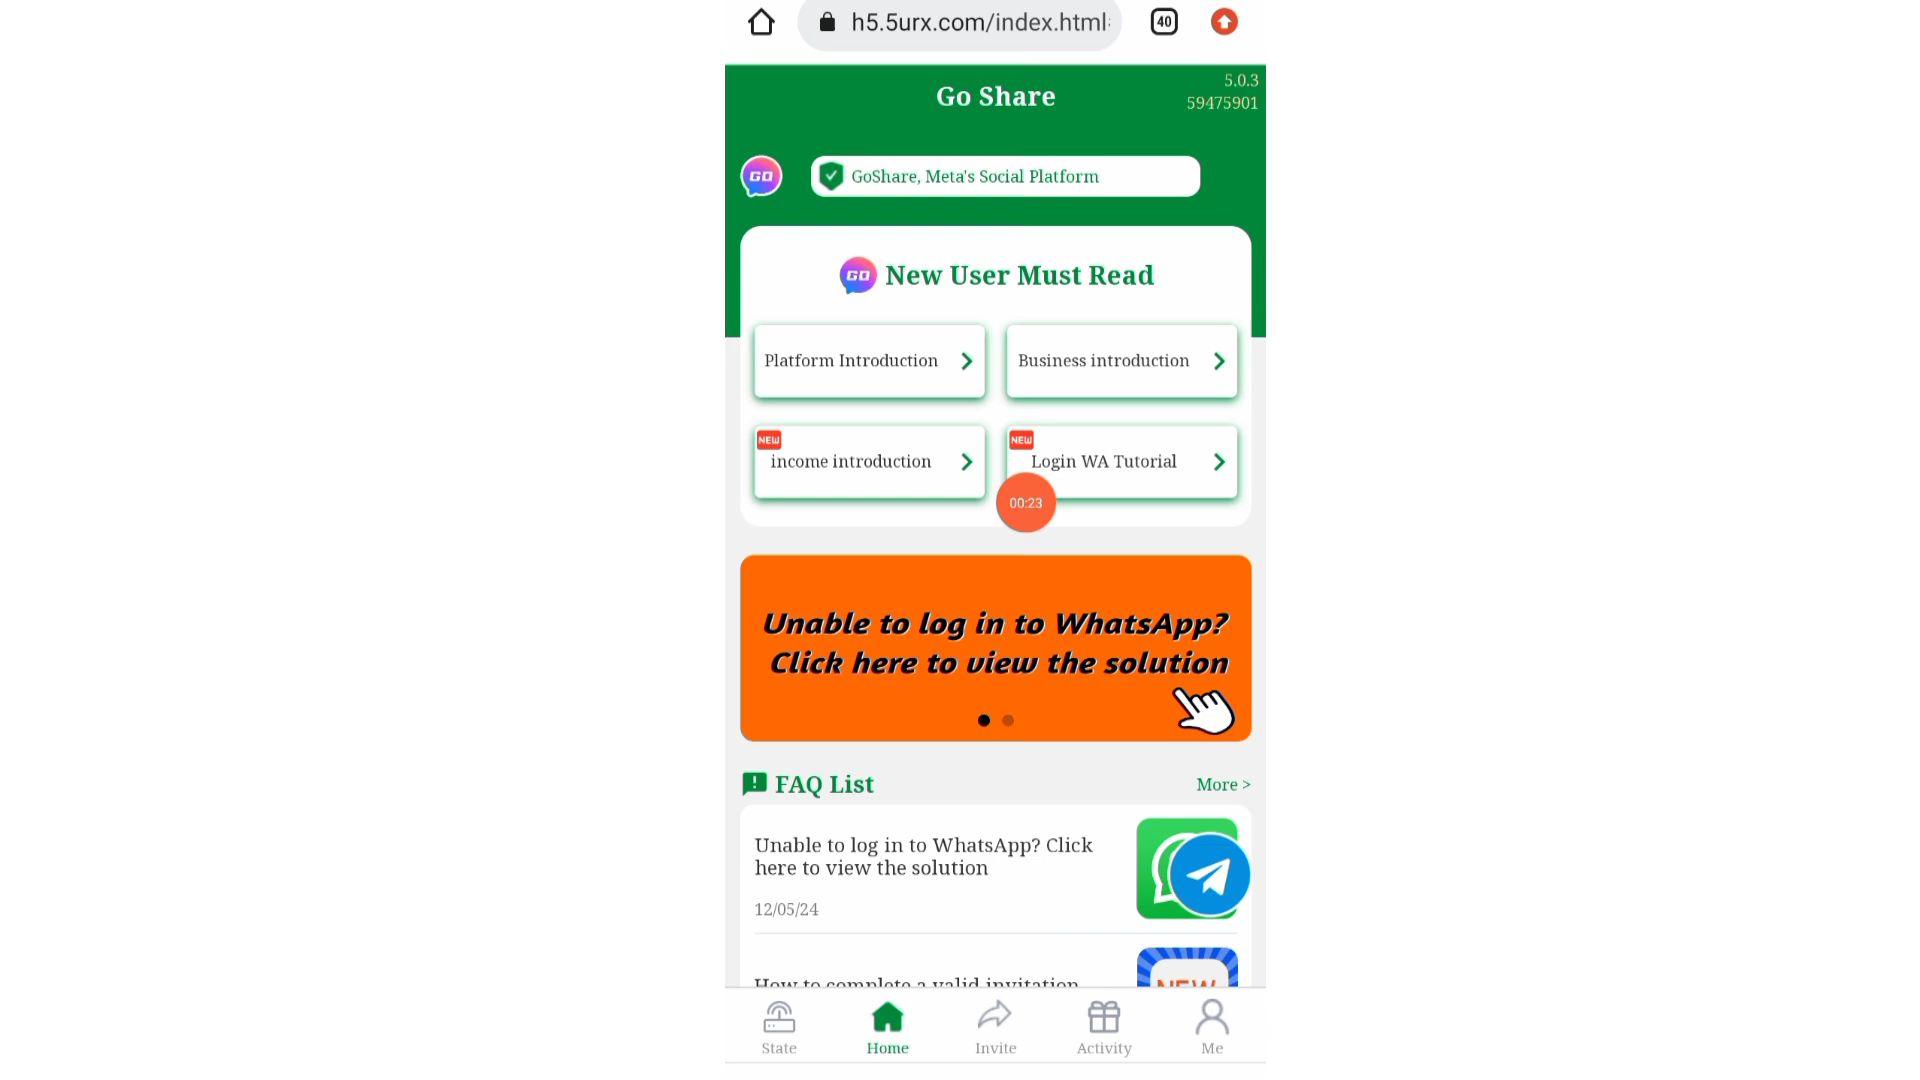 h5.5urx.com/index.html
40
Go Share
5.0.3
59475901
GO
GoShare, Meta's Social Platform
GO
New User Must Read
Platform Introduction
Business introduction
NEW
income introduction
NEW
Login WA Tutorial
00:23
Unable to log in to WhatsApp?
Click here to view the solution
FAQ List
More >
Unable to log in to WhatsApp? Click
here to view the solution
12/05/24
How to complete a valid invitation
NEW
State
Home
Invite
Activity
Me